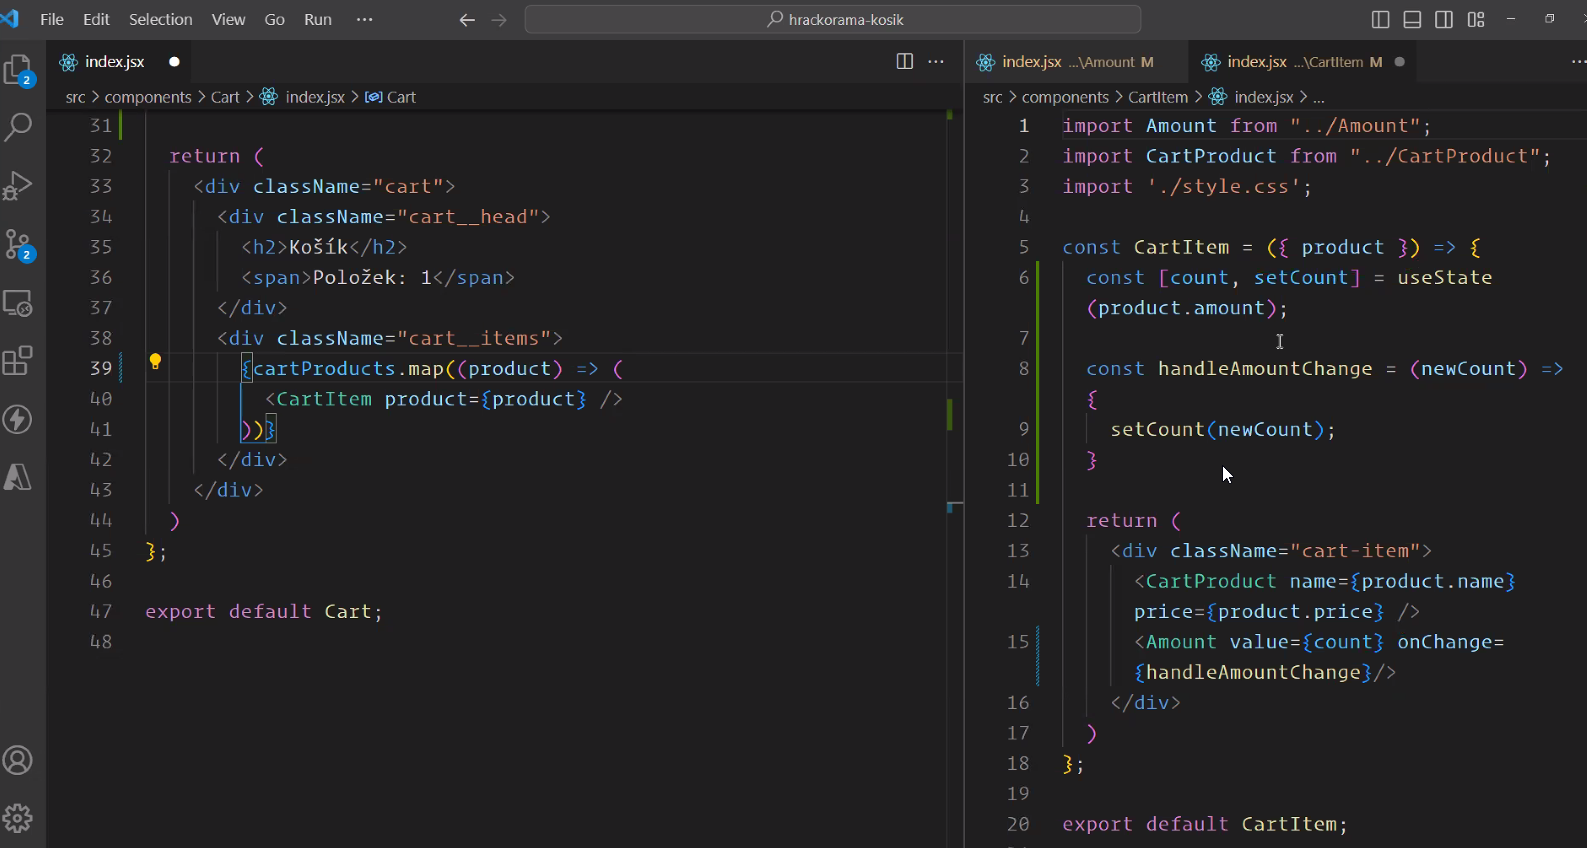 File Edit Selection View Go Run ··· hrackorama-kosik
index.jsx
src > components > Cart > index.jsx > Cart
31
32 return (
33 <div className="cart">
34 <div className="cart__head">
35 <h2>Košík</h2>
36 <span>Položek: 1</span>
37 </div>
38 <div className="cart__items">
39 {cartProducts.map((product) => (
40 <CartItem product={product} />
41 ))}
42 </div>
43 </div>
44 )
45 };
46
47 export default Cart;
48
index.jsx ...\Amount M index.jsx ...\CartItem M
src > components > CartItem > index.jsx > ...
1 import Amount from "../Amount";
2 import CartProduct from "../CartProduct";
3 import './style.css';
4
5 const CartItem = ({ product }) => {
6 const [count, setCount] = useState
(product.amount);
7
8 const handleAmountChange = (newCount) =>
{
9 setCount(newCount);
10 }
11
12 return (
13 <div className="cart-item">
14 <CartProduct name={product.name}
price={product.price} />
15 <Amount value={count} onChange=
{handleAmountChange}/>
16 </div>
17 )
18 };
19
20 export default CartItem;
2
2